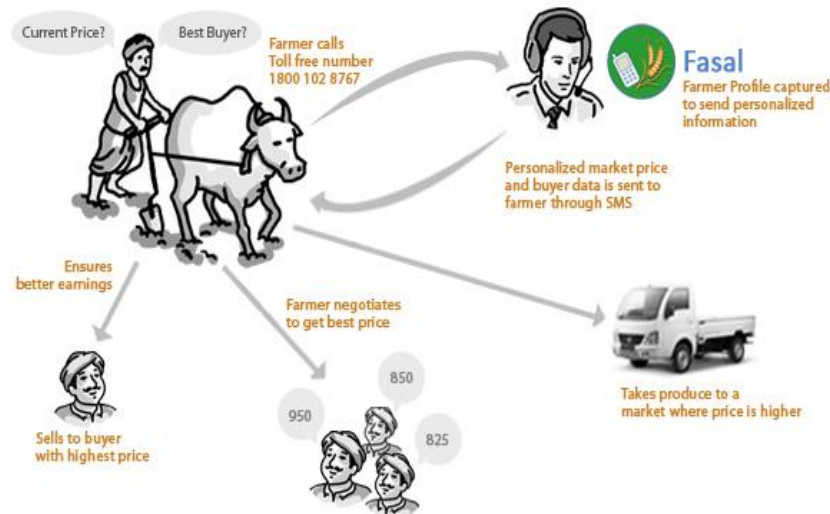 Current Price?
Best Buyer?
Farmer calls
Toll free number
1800 102 8767
Fasal
Farmer Profile captured
to send personalized
information
Personalized market price
and buyer data is sent to
farmer through SMS
Ensures
better earnings
Farmer negotiates
to get best price
850
950
825
Sells to buyer
with highest price
Takes produce to a
market where price is higher